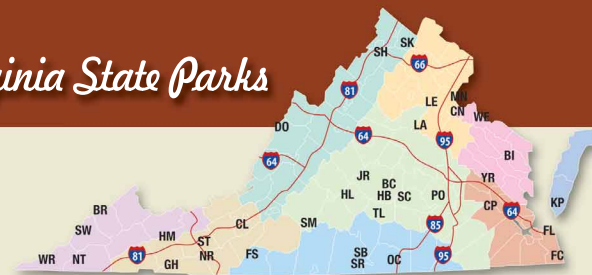 inia State Parks
SK
SH
66
81
LE
MN
CN
WE
DO
LA
64
95
64
BI
JR
YR
BC
HL
HB
SC
PO
CP
KP
BR
TL
64
SW
CL
SM
85
FL
HM
ST
WR
NT
81
NR
FS
SB
OC
95
FC
GH
SR